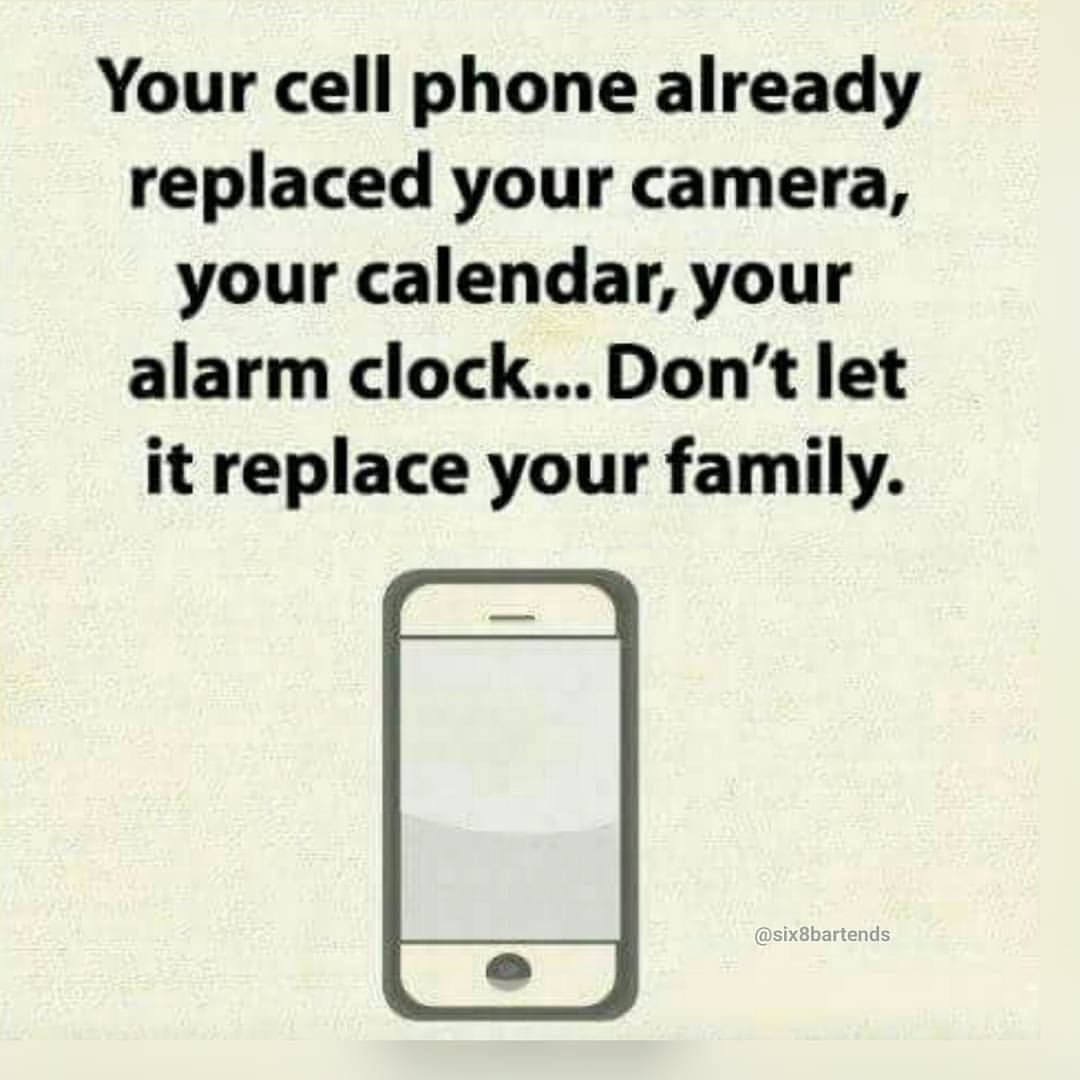 Your cell phone already
replaced your camera,
your calendar, your
alarm clock... Don’t let
it replace your family.
@six8bartends